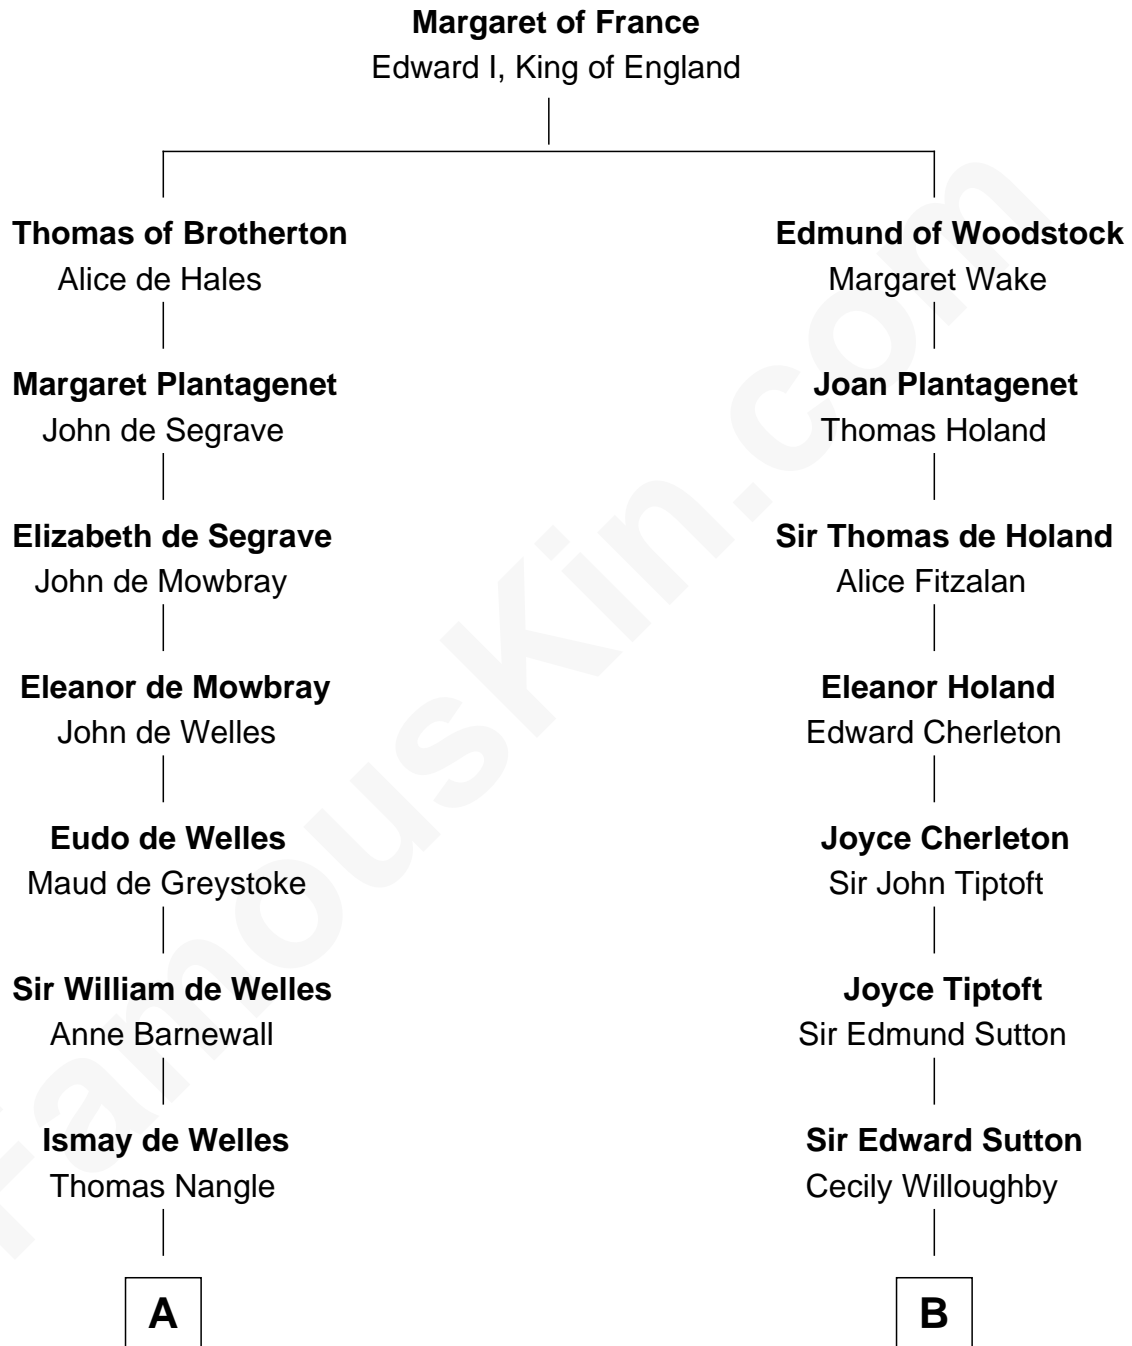 Margaret of France
Edward I, King of England
Thomas of Brotherton
Alice de Hales
Edmund of Woodstock
Margaret Wake
Margaret Plantagenet
John de Segrave
Joan Plantagenet
Thomas Holand
Elizabeth de Segrave
John de Mowbray
Sir Thomas de Holand
Alice Fitzalan
Eleanor de Mowbray
John de Welles
Eleanor Holand
Edward Cherleton
Eudo de Welles
Maud de Greystoke
Joyce Cherleton
Sir John Tiptoft
Sir William de Welles
Anne Barnewall
Joyce Tiptoft
Sir Edmund Sutton
Ismay de Welles
Thomas Nangle
Sir Edward Sutton
Cecily Willoughby
A
B
FamousKin.com